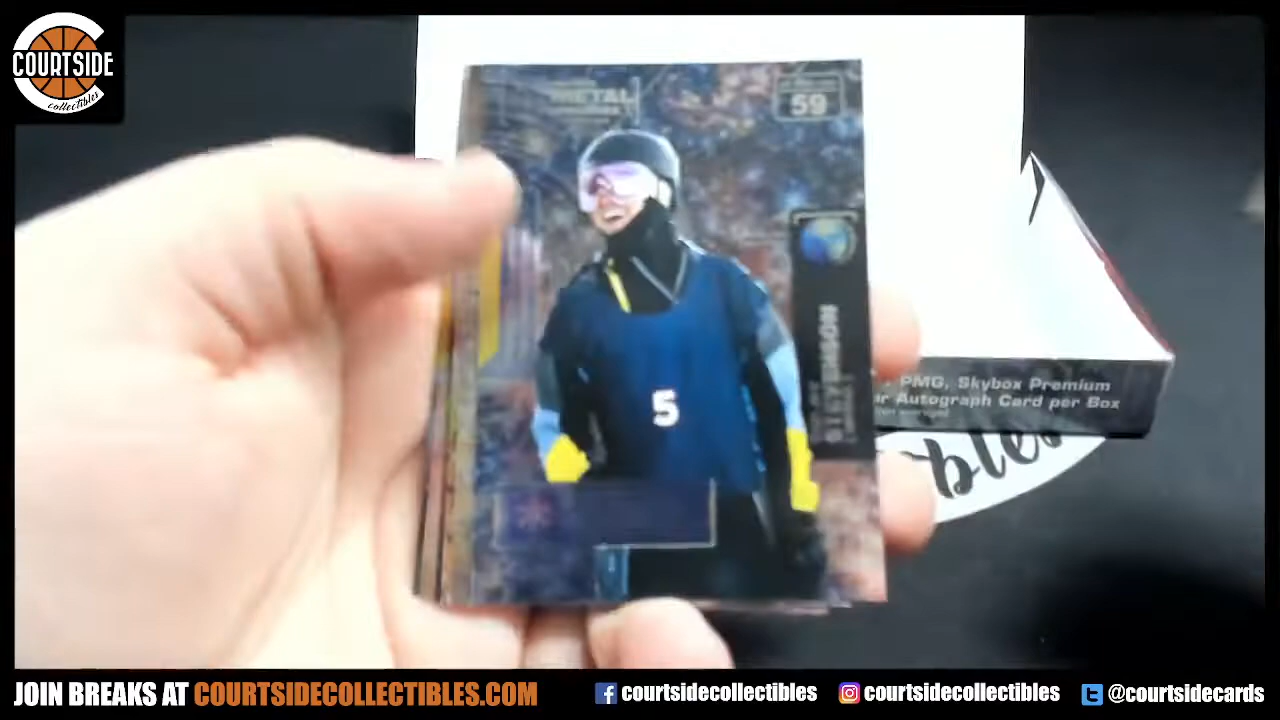 COURTSIDE
collectibles
METAL
59
5
PMG, Skybox Premium
Autograph Card per Box
JOIN BREAKS AT COURTSIDECOLLECTIBLES.COM
courtsidecollectibles
courtsidecollectibles
@courtsidecards